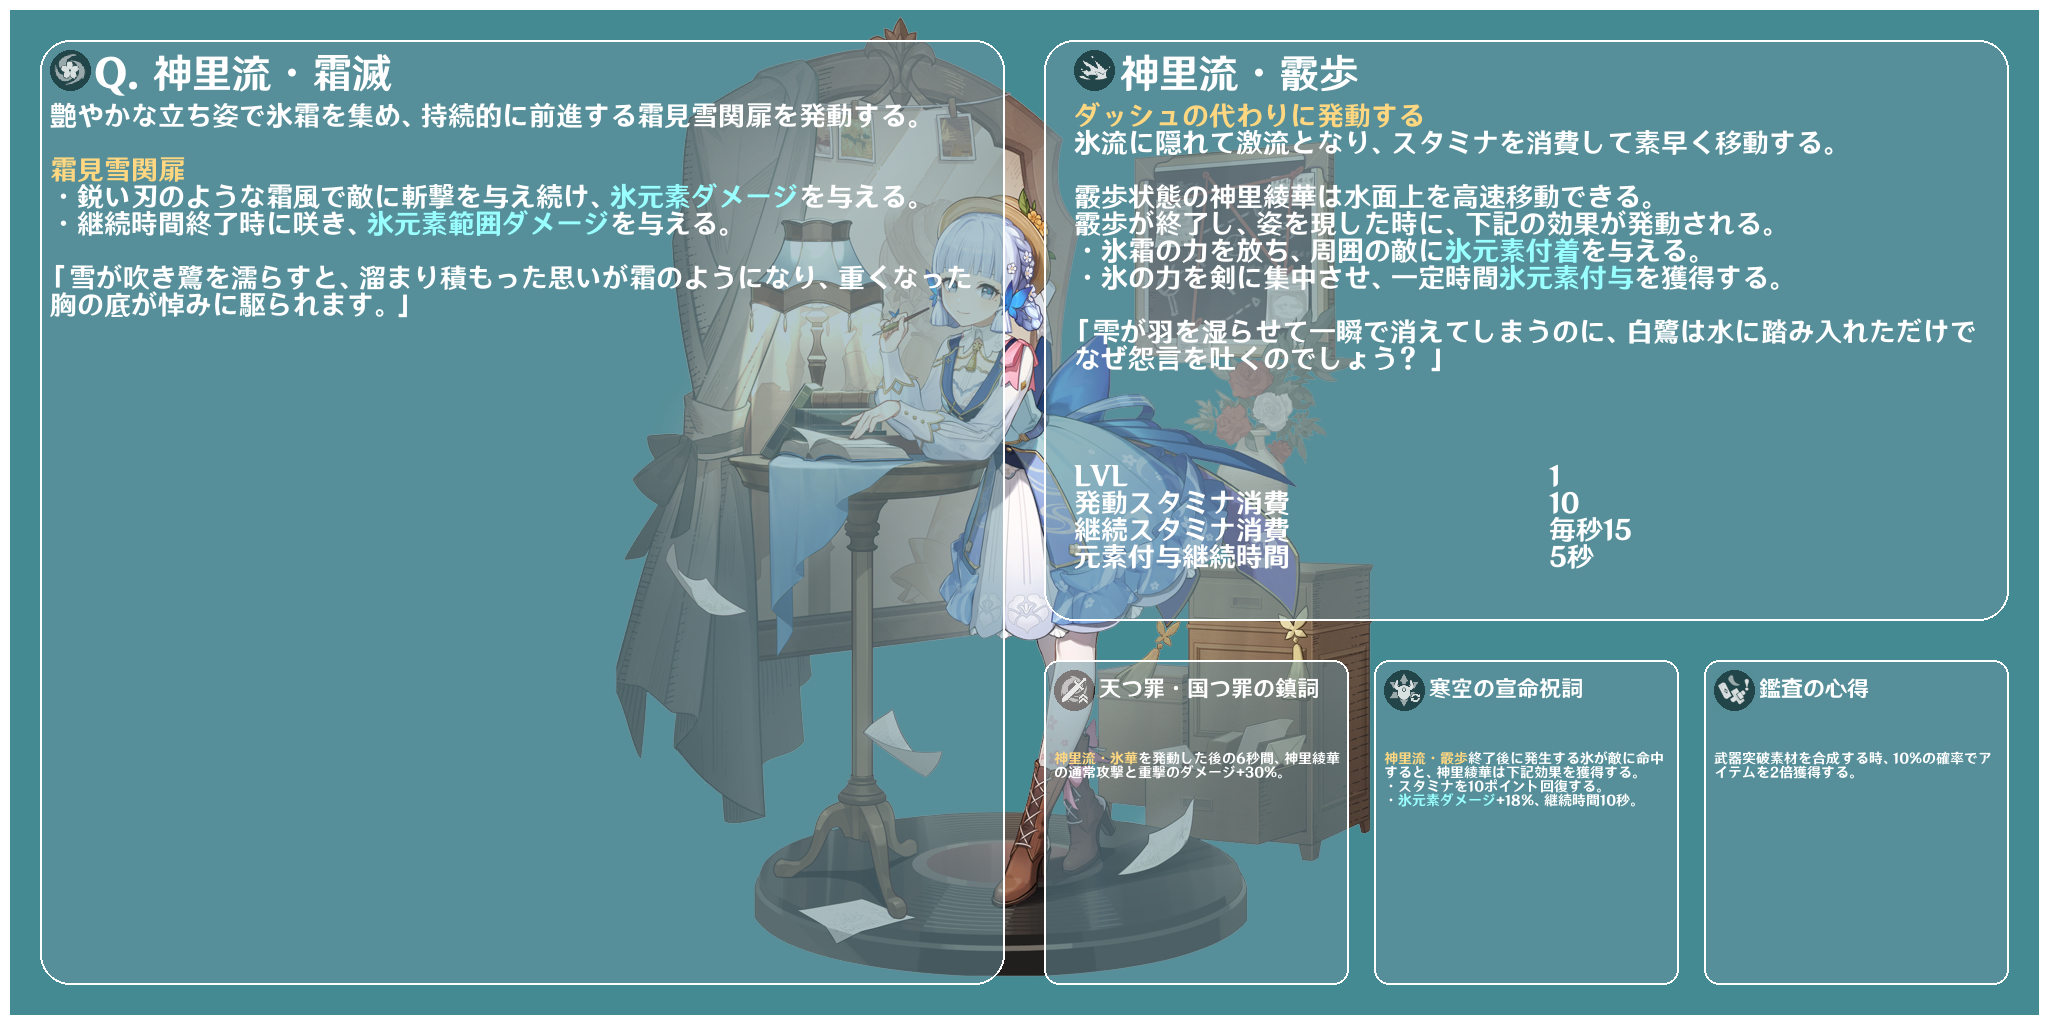 Q. 神里流・霜滅
艶やかな立ち姿で氷霜を集め、持続的に前進する霜見雪関扉を発動する。
霜見雪関扉
・鋭い刃のような霜風で敵に斬撃を与え続け、氷元素ダメージを与える。
・継続時間終了時に咲き、氷元素範囲ダメージを与える。
「雪が吹き鷺を濡らすと、溜まり積もった思いが霜のようになり、重くなった
胸の底が悼みに駆られます。」
神里流・霰歩
ダッシュの代わりに発動する
氷流に隠れて激流となり、スタミナを消費して素早く移動する。
霰歩状態の神里綾華は水面上を高速移動できる。
霰歩が終了し、姿を現した時に、下記の効果が発動される。
・氷霜の力を放ち、周囲の敵に氷元素付着を与える。
・氷の力を剣に集中させ、一定時間氷元素付与を獲得する。
「雫が羽を湿らせて一瞬で消えてしまうのに、白鷺は水に踏み入れただけで
なぜ怨言を吐くのでしょう？」
LVL 1
発動スタミナ消費 10
継続スタミナ消費 毎秒15
元素付与継続時間 5秒
天つ罪・国つ罪の鎮詞
神里流・氷華を発動した後の6秒間、神里綾華
の通常攻撃と重撃のダメージ+30%。
寒空の宣命祝詞
神里流・霰歩終了後に発生する氷が敵に命中
すると、神里綾華は下記効果を獲得する。
・スタミナを10ポイント回復する。
・氷元素ダメージ+18%、継続時間10秒。
鑑査の心得
武器突破素材を合成する時、10%の確率でア
イテムを2倍獲得する。